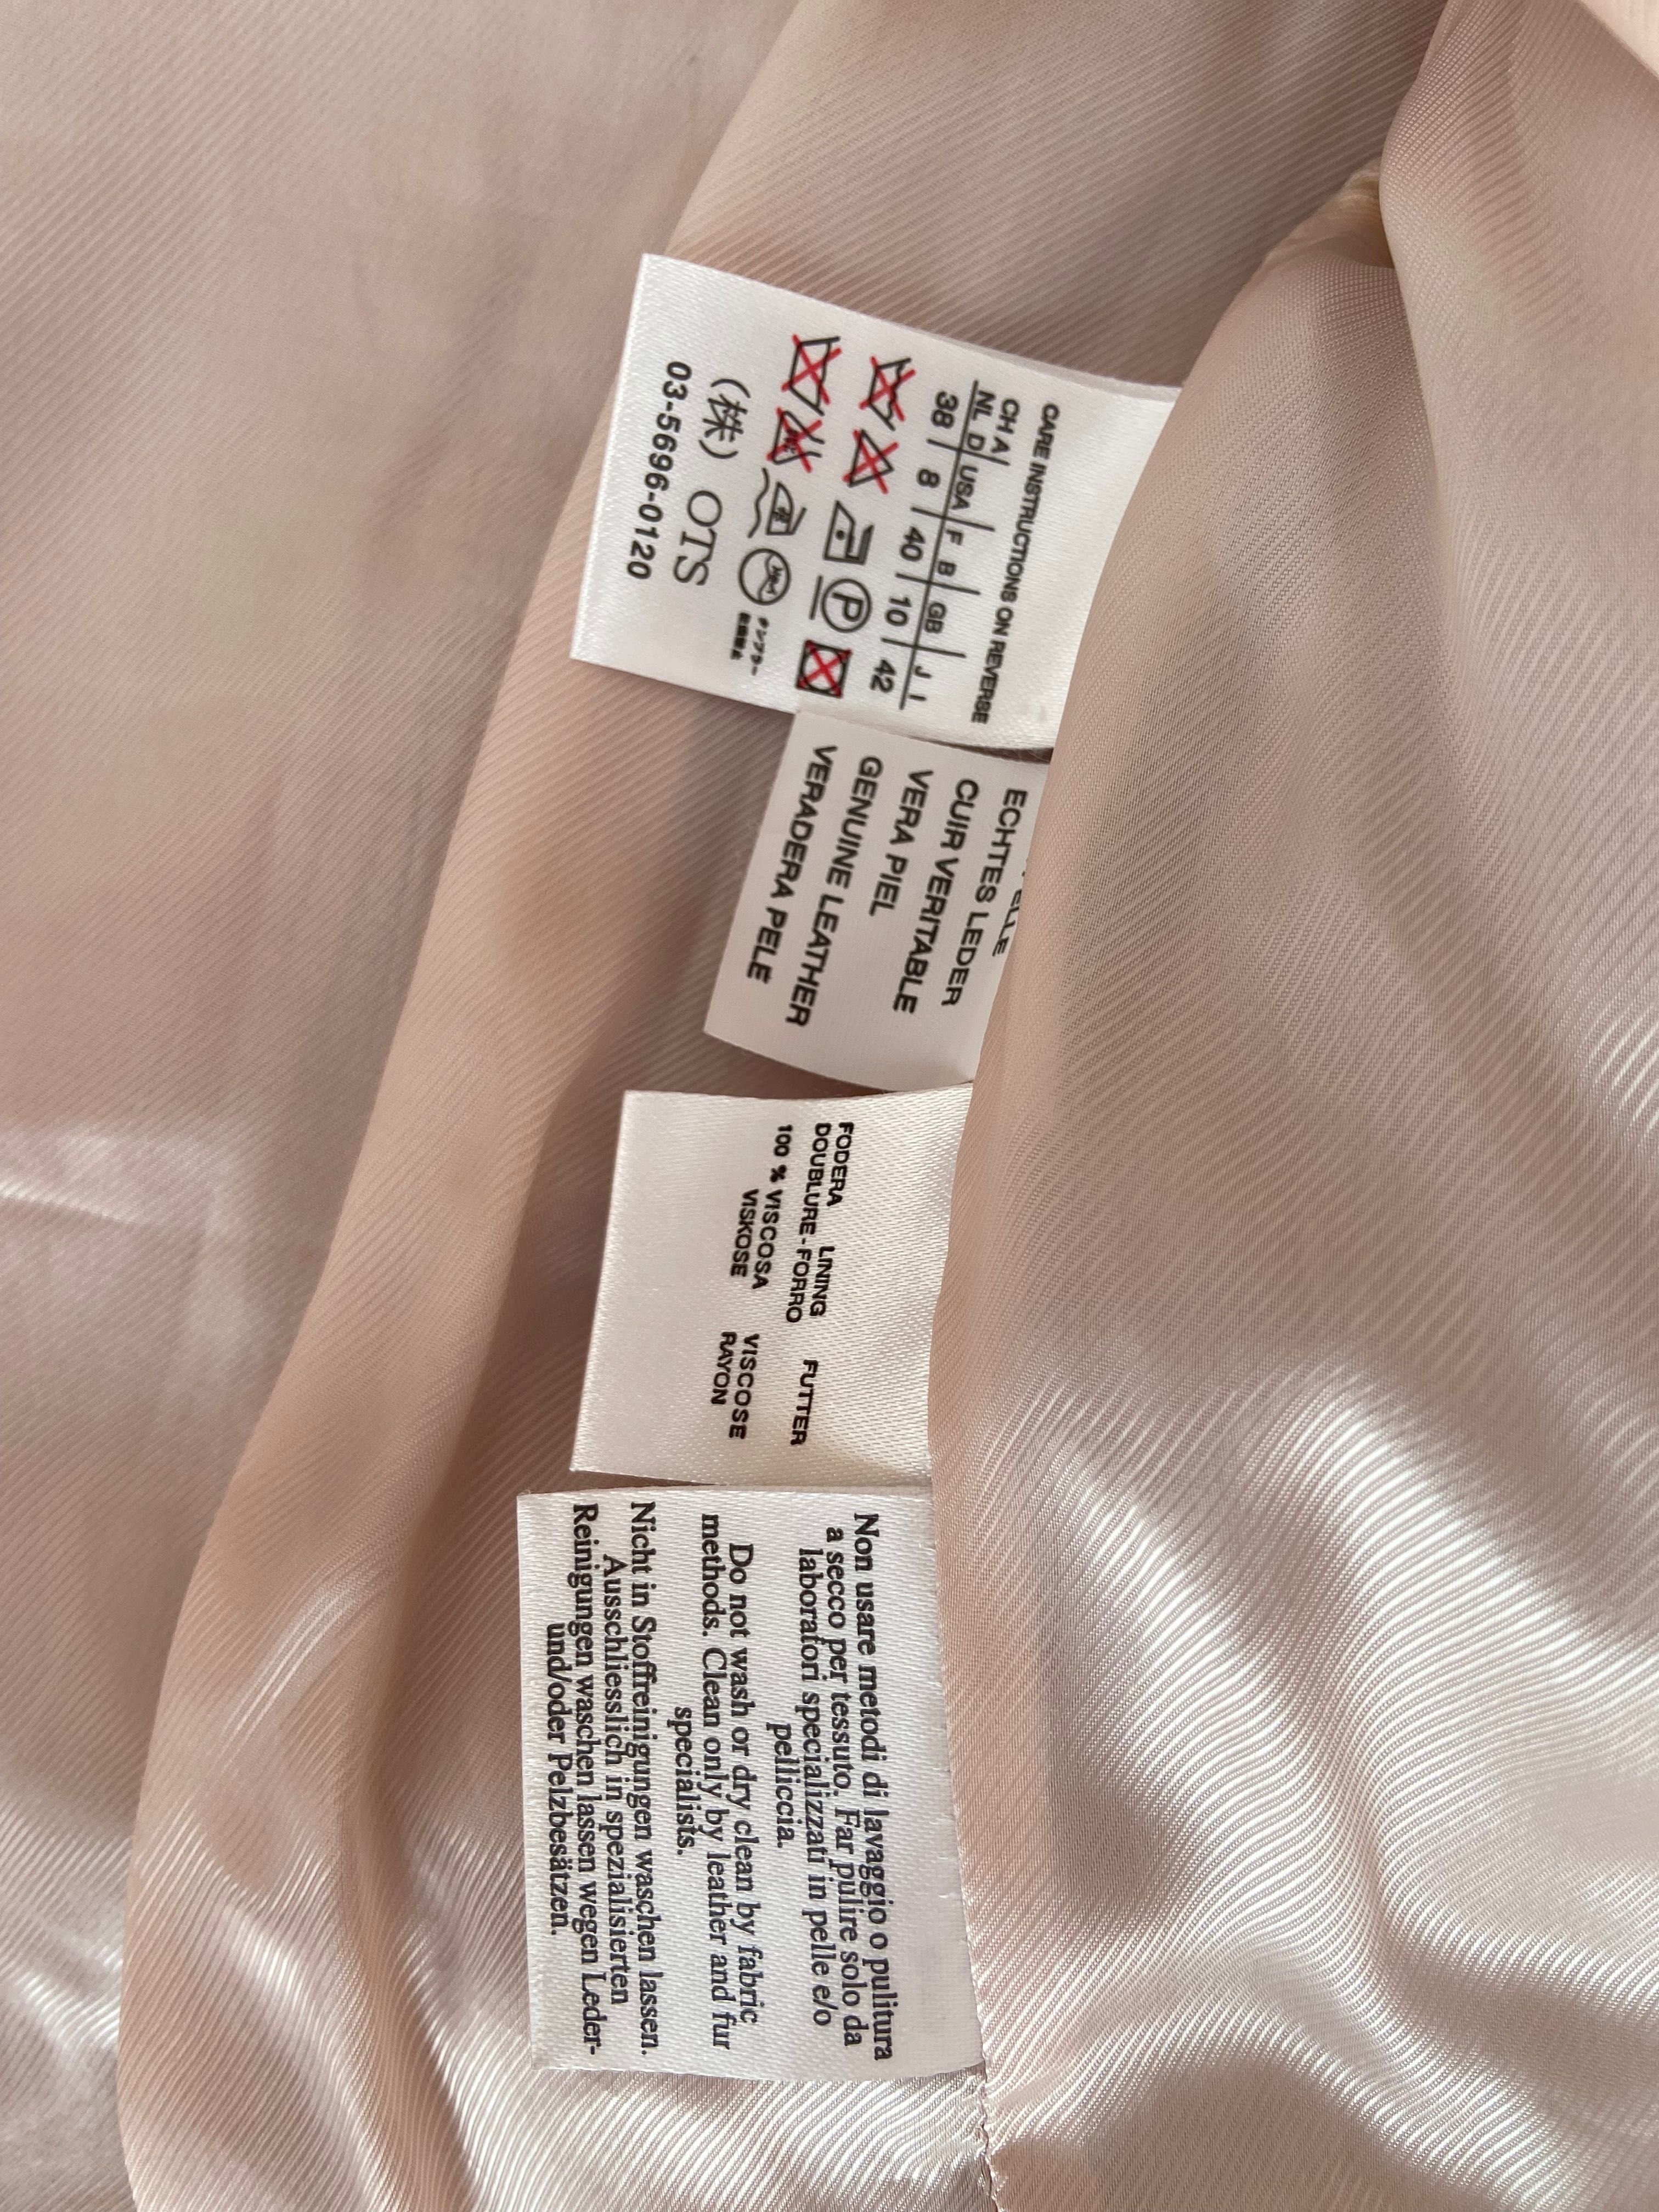 CARE INSTRUCTIONS ON REVERSE
CH A
NL D USA F B GB J I
38 8 40 10 42
P
(株) OTS
03-5696-0120
ELLE
ECHTES LEDER
CUIR VERITABLE
VERA PIEL
GENUINE LEATHER
VERADERA PELE
FODERA LINING FUTTER
DOUBLURE-FORRO
100 % VISCOSA VISCOSE
VISKOSE RAYON
Non usare metodi di lavaggio o pulitura
a secco per tessuto. Far pulire solo da
laboratori specializzati in pelle e/o
pelliccia.
Do not wash or dry clean by fabric
methods. Clean only by leather and fur
specialists.
Nicht in Stoffreinigungen waschen lassen.
Ausschliesslich in spezialisierten
Reinigungen waschen lassen wegen Leder-
und/oder Pelzbesätzen.